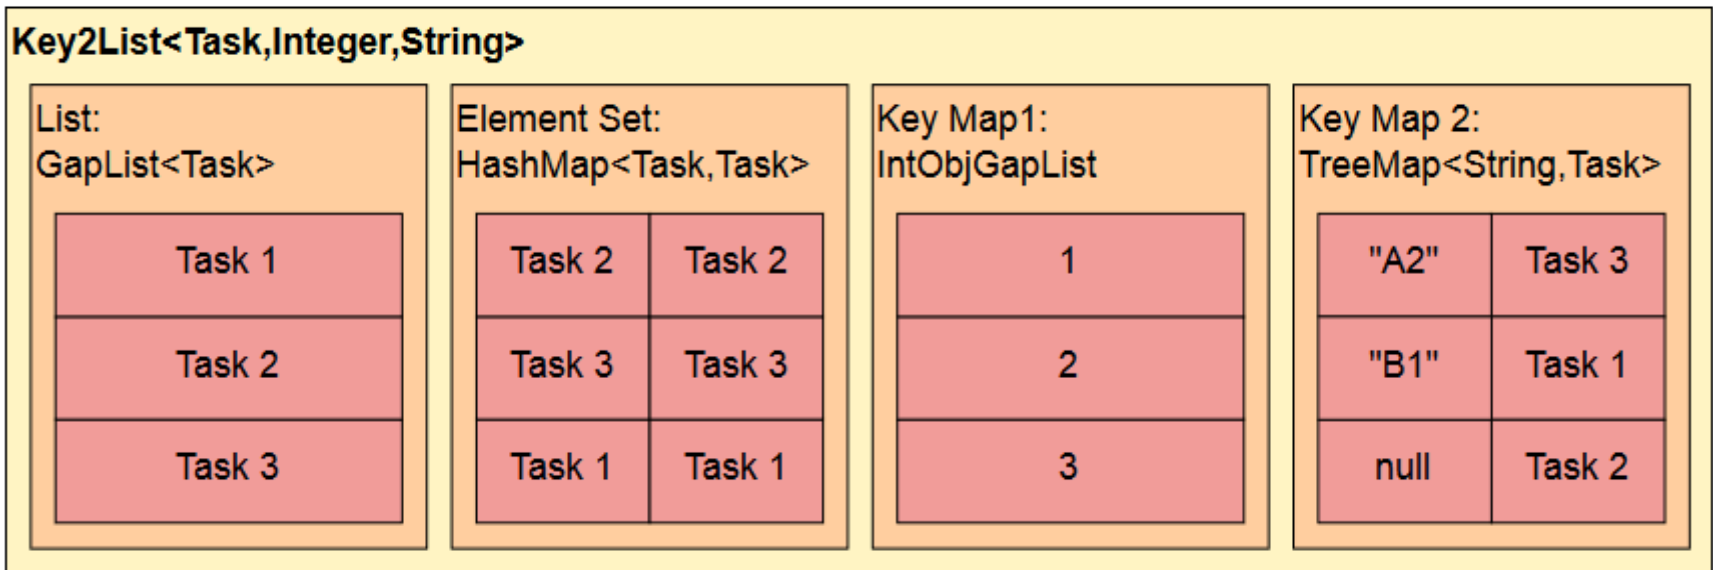 Key2List<Task,Integer,String>
List:
GapList<Task>
Task 1
Task 2
Task 3
Element Set:
HashMap<Task,Task>
Task 2 Task 2
Task 3 Task 3
Task 1 Task 1
Key Map1:
IntObjGapList
1
2
3
Key Map 2:
TreeMap<String,Task>
"A2" Task 3
"B1" Task 1
null Task 2